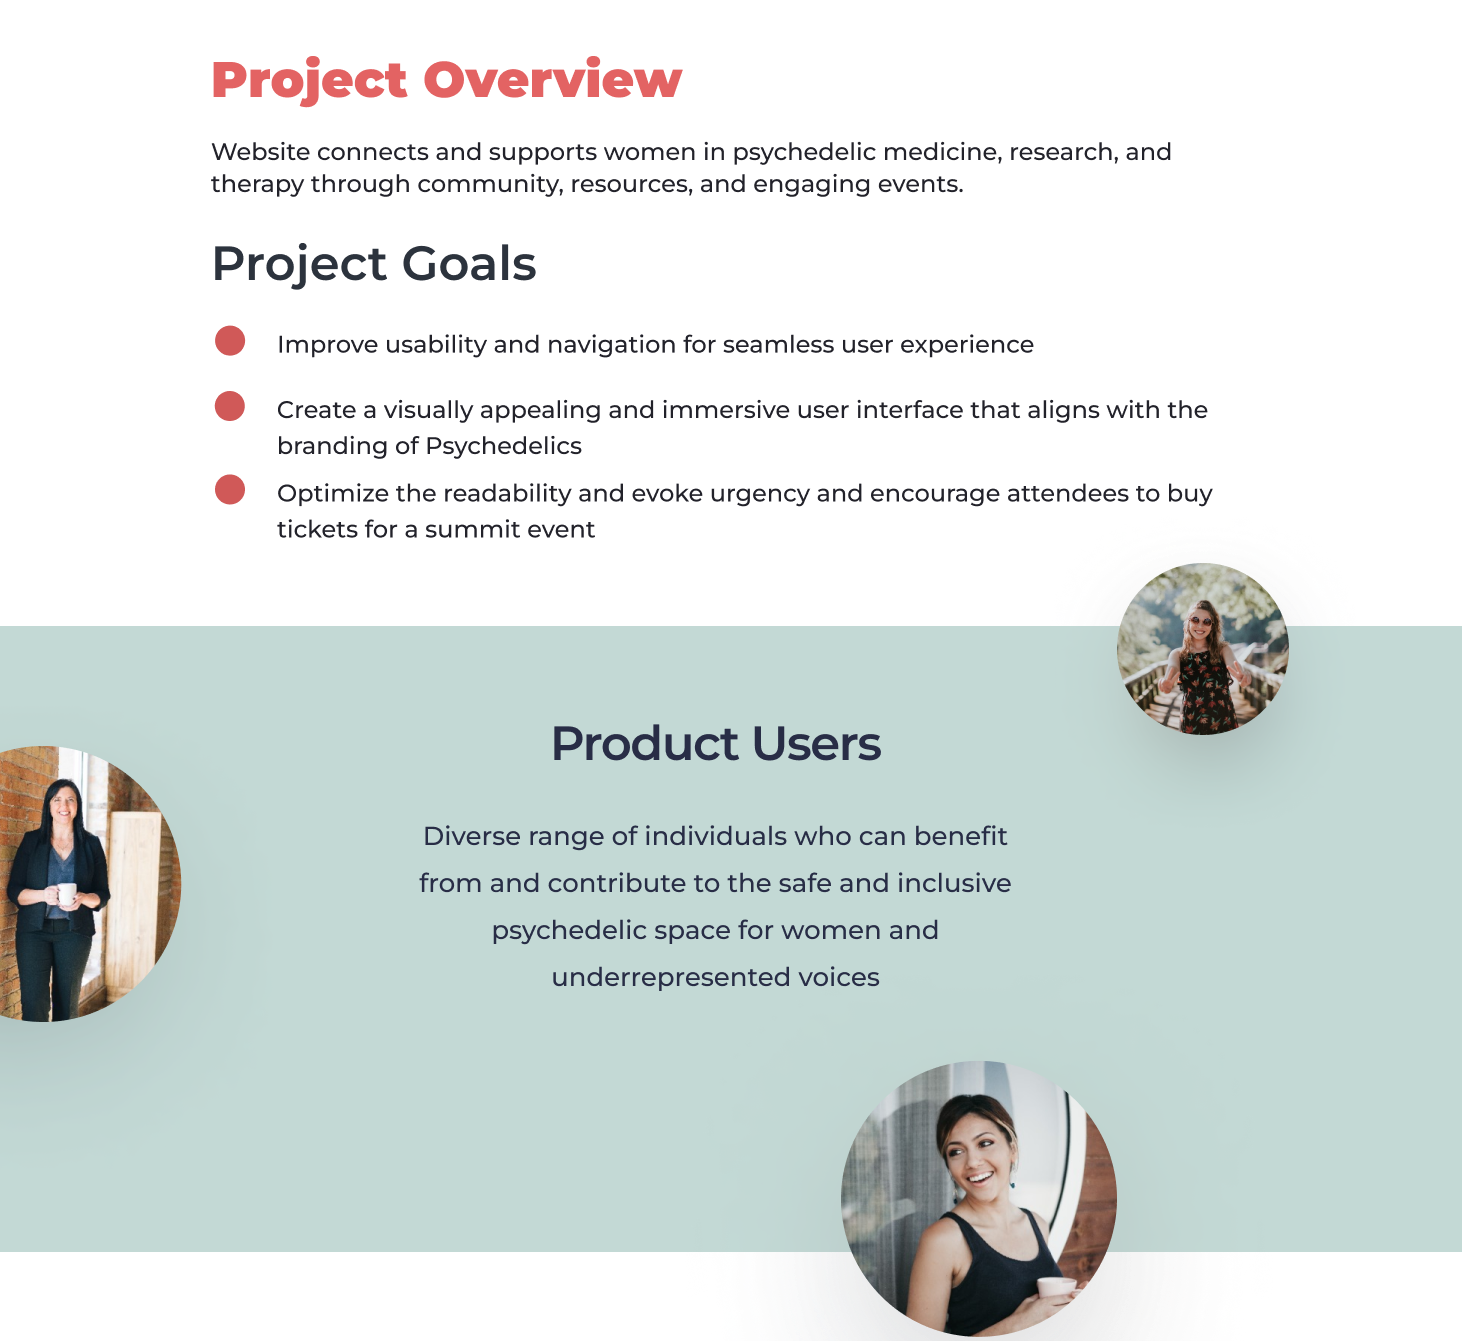 Project Overview
Website connects and supports women in psychedelic medicine, research, and
therapy through community, resources, and engaging events.
Project Goals
Improve usability and navigation for seamless user experience
Create a visually appealing and immersive user interface that aligns with the
branding of Psychedelics
Optimize the readability and evoke urgency and encourage attendees to buy
tickets for a summit event
Product Users
Diverse range of individuals who can benefit
from and contribute to the safe and inclusive
psychedelic space for women and
underrepresented voices